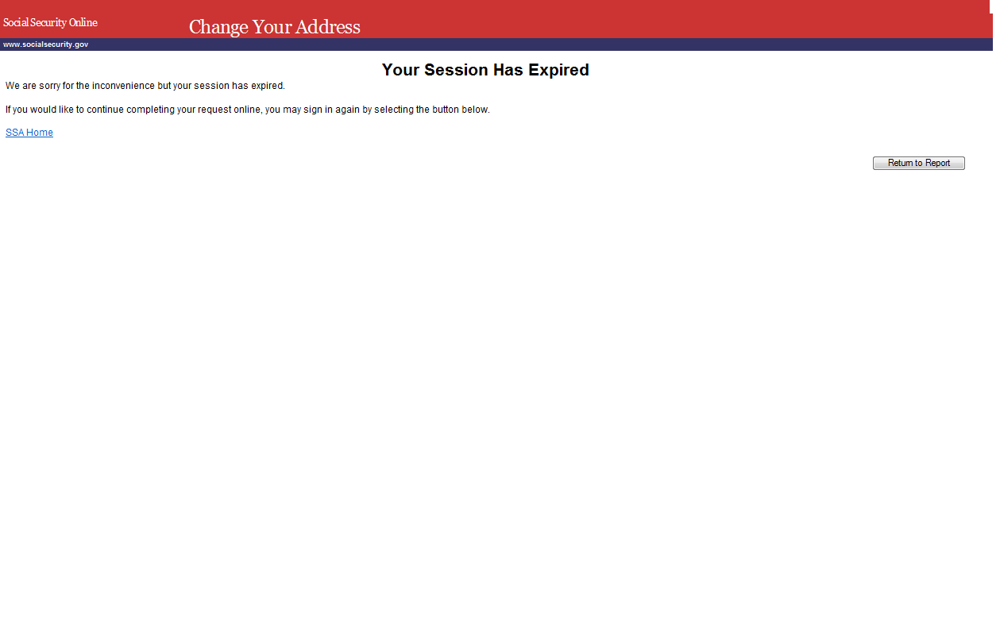 Social Security Online
Change Your Address
www.socialsecurity.gov
Your Session Has Expired
We are sorry for the inconvenience but your session has expired.
If you would like to continue completing your request online, you may sign in again by selecting the button below.
SSA Home
Return to Report